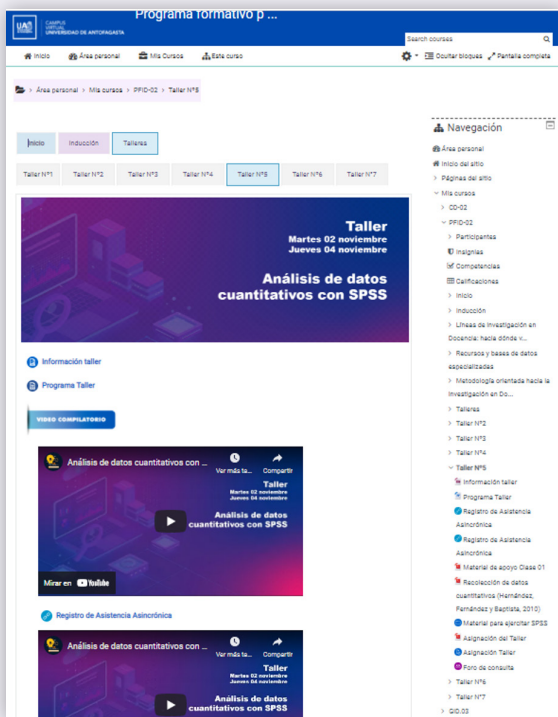 Programa formativo p ...
UA
CAMPUS
VIRTUAL
UNIVERSIDAD DE ANTOFAGASTA
Search courses
Inicio
Área personal
Mis Cursos
Este curso
Ocultar bloques
Pantalla completa
> Área personal > Mis cursos > PFID-02 > Taller N°5
Inicio
Inducción
Talleres
Taller N°1
Taller N°2
Taller N°3
Taller N°4
Taller N°5
Taller N°6
Taller N°7
Taller
Martes 02 noviembre
Jueves 04 noviembre
Análisis de datos
cuantitativos con SPSS
Información taller
Programa Taller
VIDEO COMPILATORIO
Análisis de datos cuantitativos con ...
Ver más ta...
Compartir
Taller
Martes 02 noviembre
Jueves 04 noviembre
Análisis de datos
cuantitativos con SPSS
Mirar en YouTube
Registro de Asistencia Asincrónica
Análisis de datos cuantitativos con ...
Ver más ta...
Compartir
Taller
Martes 02 noviembre
Jueves 04 noviembre
Análisis de datos
cuantitativos con SPSS
Navegación
Área personal
Inicio del sitio
> Páginas del sitio
Mis cursos
> CD-02
PFID-02
> Participantes
Insignias
Competencias
Calificaciones
> Inicio
> Inducción
> Líneas de Investigación en
Docencia: hacia dónde v...
> Recursos y bases de datos
especializadas
> Metodología orientada hacia la
Investigación en Do...
> Talleres
> Taller N°2
> Taller N°3
> Taller N°4
Taller N°5
Información taller
Programa Taller
Registro de Asistencia
Asincrónica
Registro de Asistencia
Asincrónica
Material de apoyo Clase 01
Recolección de datos
cuantitativos (Hernández,
Fernández y Baptista, 2010)
Material para ejercitar SPSS
Asignación del Taller
Asignación Taller
Foro de consulta
> Taller N°6
> Taller N°7
> GID.03